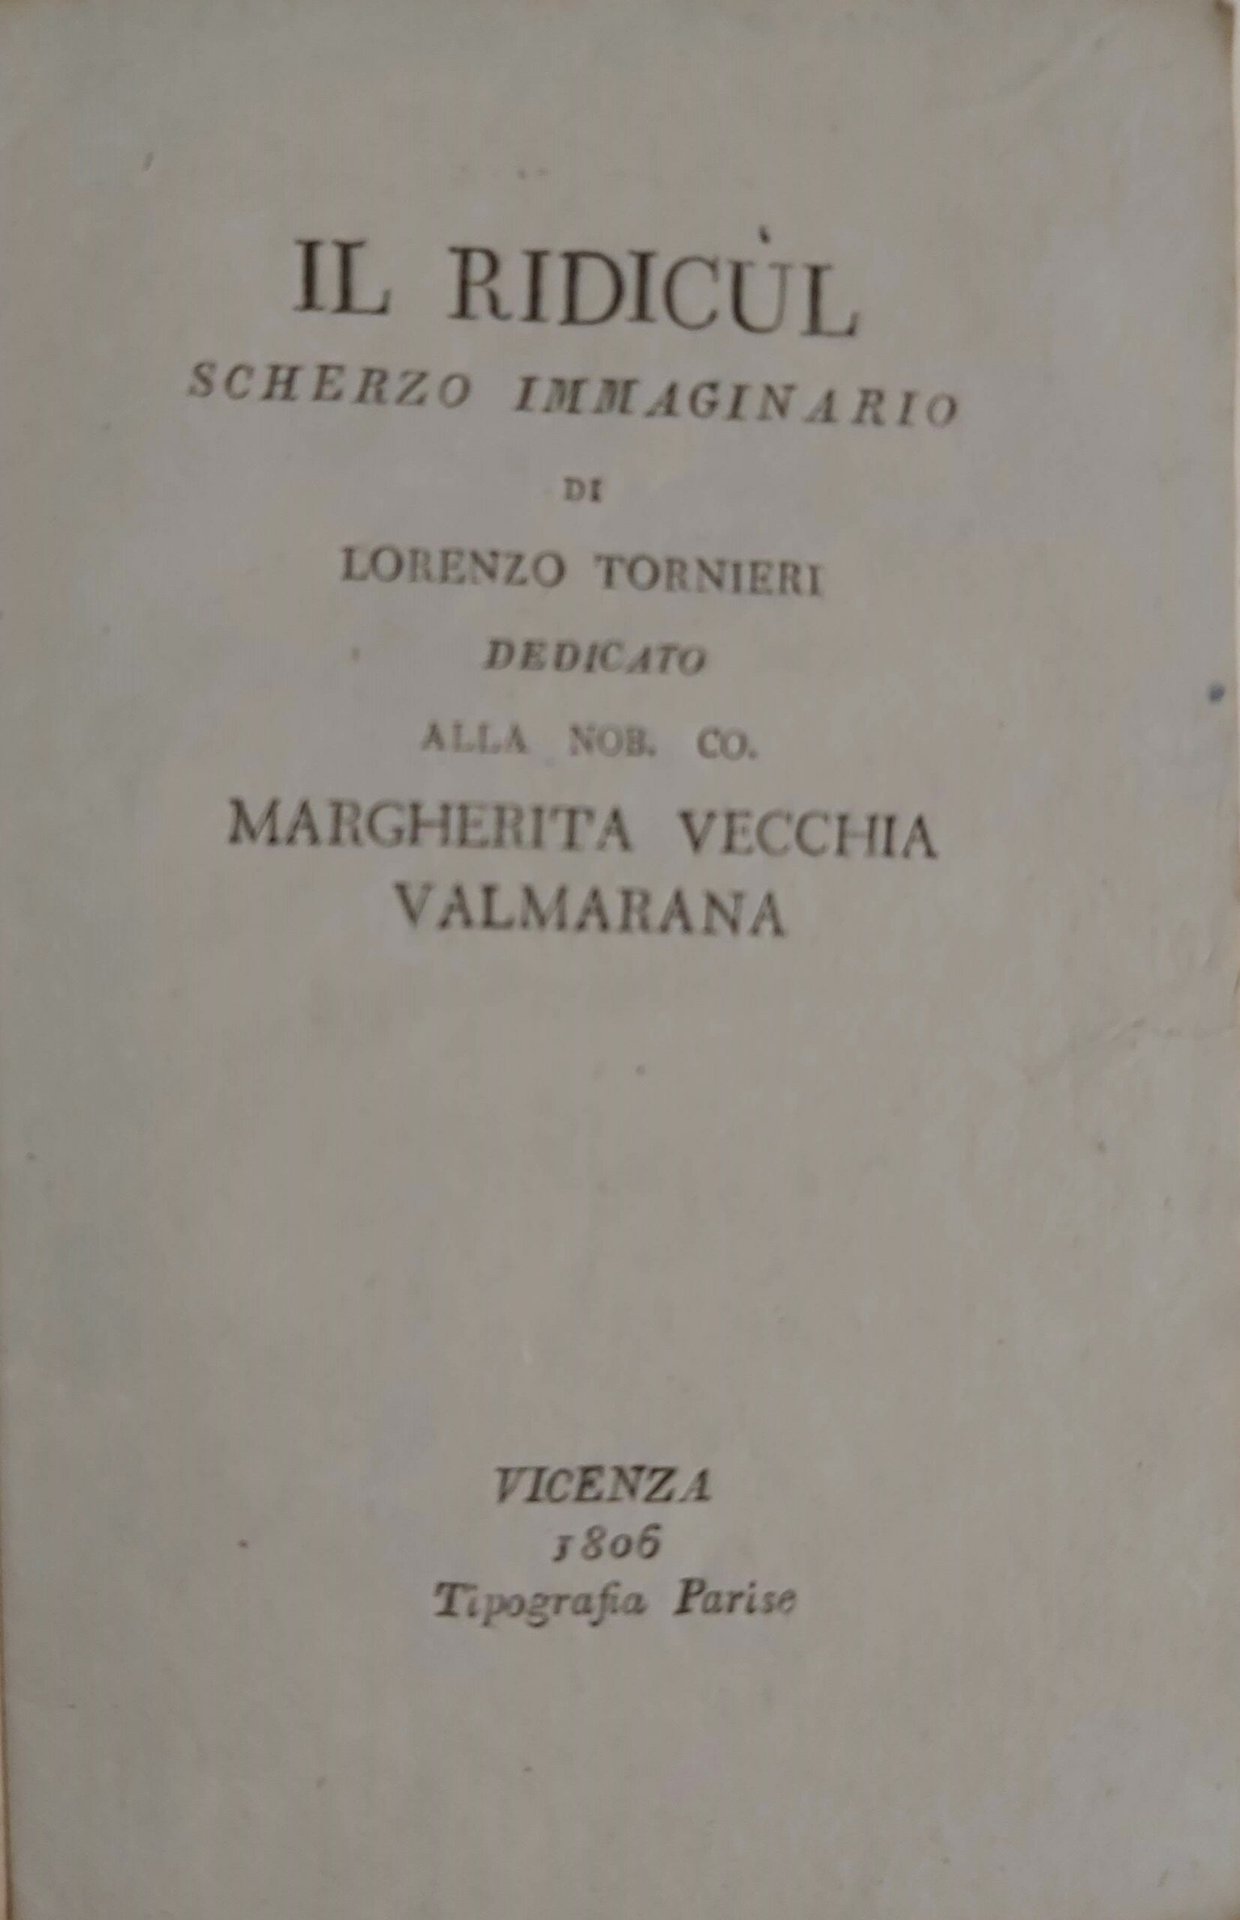 IL RIDICÙL
SCHERZO IMMAGINARIO
DI
LORENZO TORNIERI
DEDICATO
ALLA NOB. CO.
MARGHERITA VECCHIA
VALMARANA
VICENZA
1806
Tipografia Parise